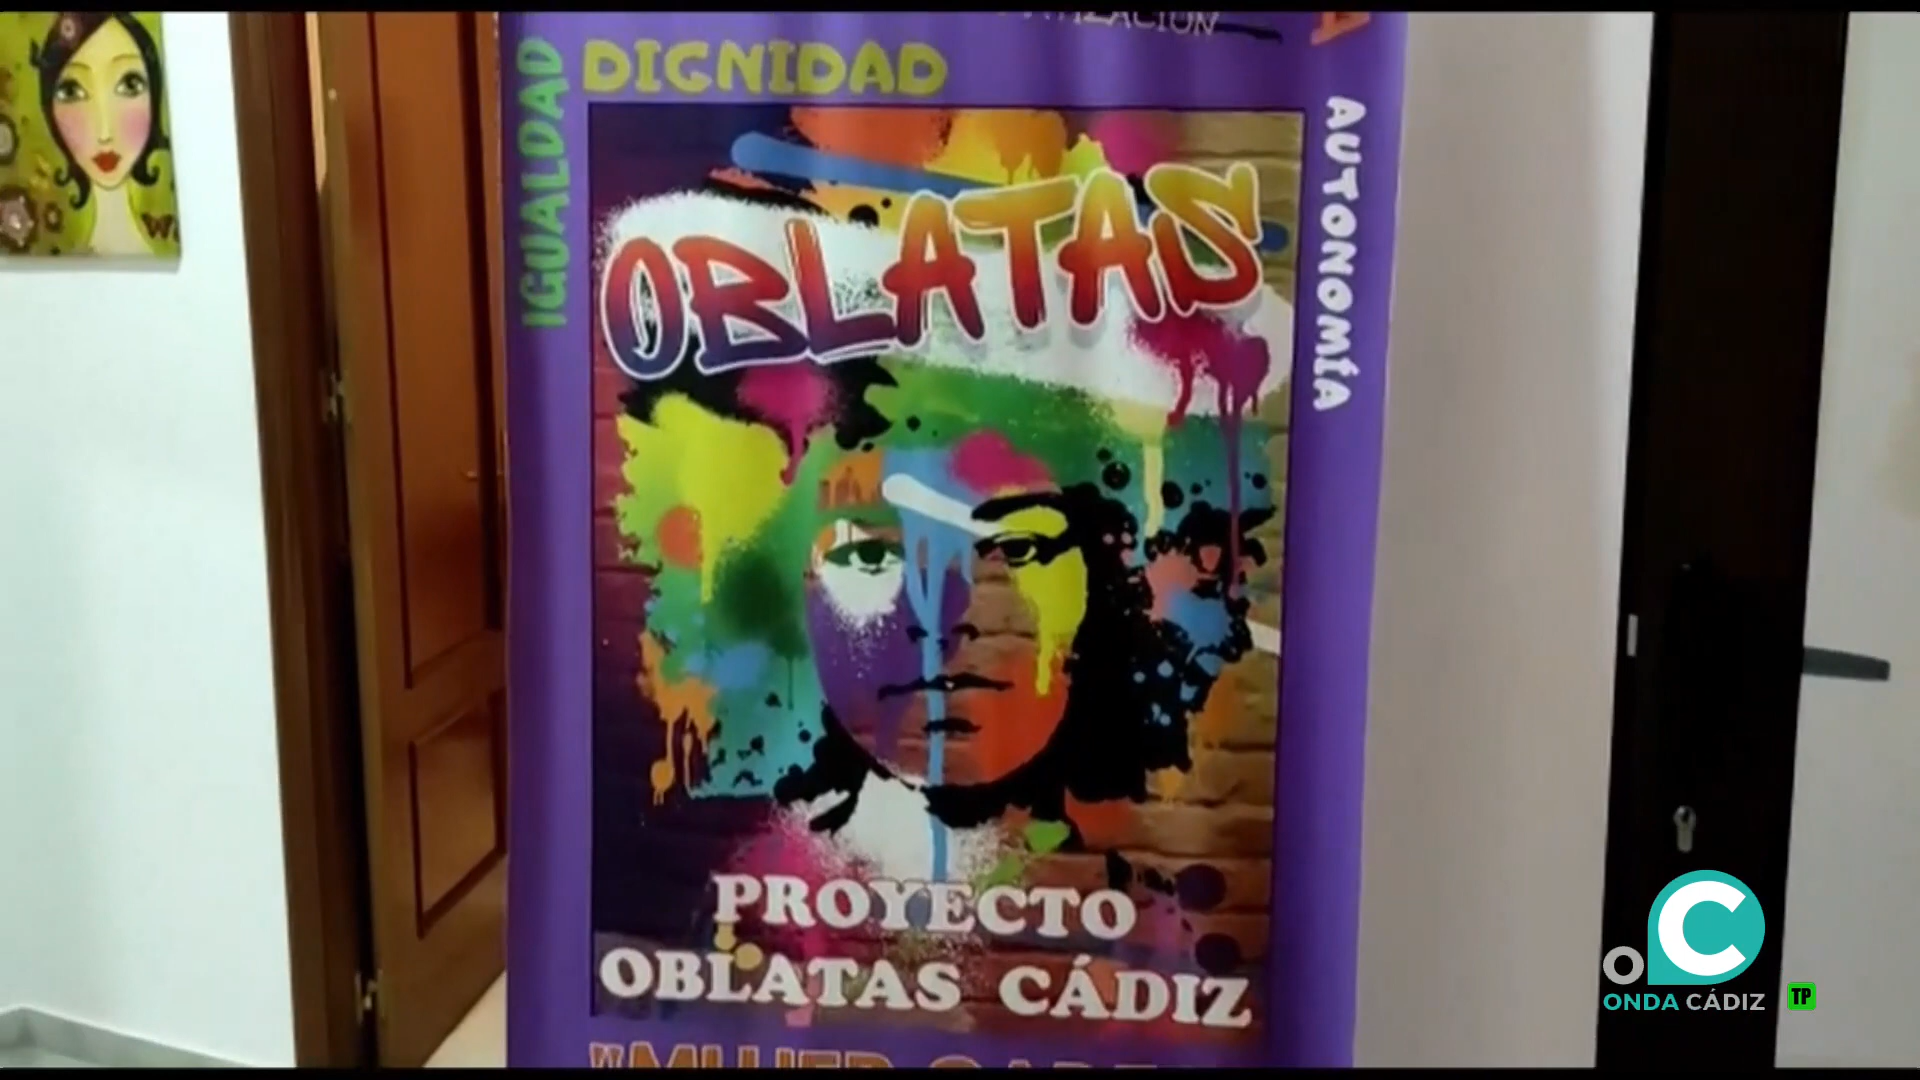 DIGNIDAD
IGUALDAD
AUTONOMÍA
OBLATAS
PROYECTO
OBLATAS CÁDIZ
ONDA CÁDIZ
TP